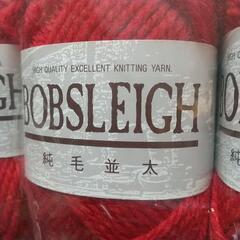 HIGH QUALITY EXCELLENT KNITTING YARN.
BOBSLEIGH
純毛並太